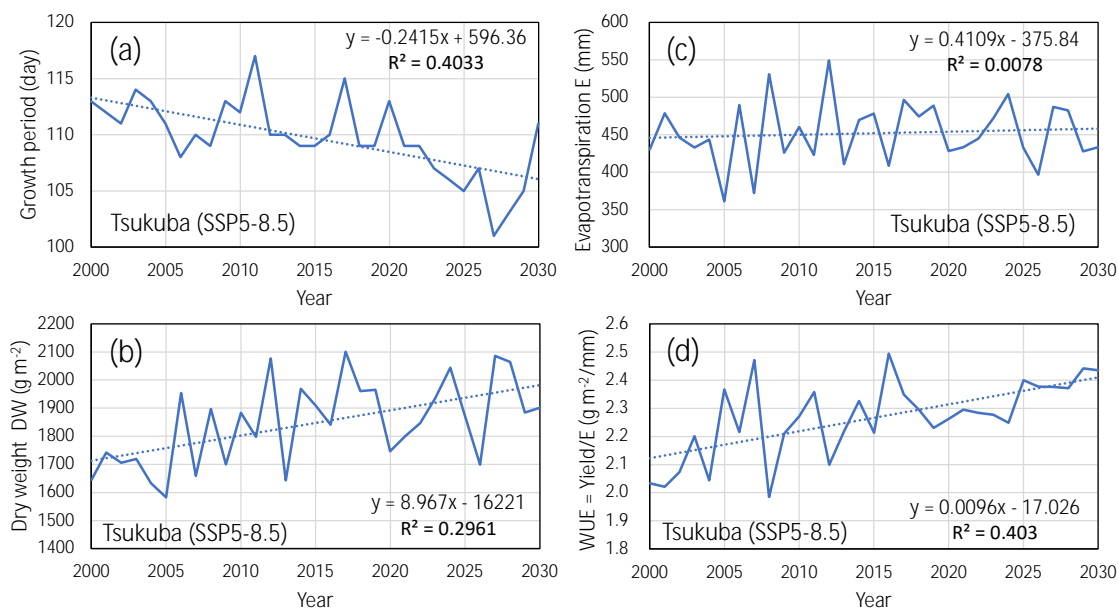 120
115
110
105
100
Growth period (day)
(a)
y = -0.2415x + 596.36
R² = 0.4033
Tsukuba (SSP5-8.5)
2000 2005 2010 2015 2020 2025 2030
Year
600
550
500
450
400
350
300
Evapotranspiration E (mm)
(c)
y = 0.4109x - 375.84
R² = 0.0078
Tsukuba (SSP5-8.5)
2000 2005 2010 2015 2020 2025 2030
Year
2200
2100
2000
1900
1800
1700
1600
1500
1400
Dry weight DW (g m⁻²)
(b)
y = 8.967x - 16221
R² = 0.2961
Tsukuba (SSP5-8.5)
2000 2005 2010 2015 2020 2025 2030
Year
2.6
2.5
2.4
2.3
2.2
2.1
2.0
1.9
1.8
WUE = Yield/E (g m⁻²/mm)
(d)
y = 0.0096x - 17.026
R² = 0.403
Tsukuba (SSP5-8.5)
2000 2005 2010 2015 2020 2025 2030
Year